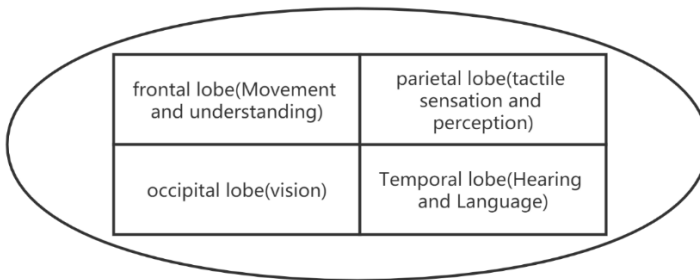 frontal lobe(Movement
and understanding)
parietal lobe(tactile
sensation and
perception)
occipital lobe(vision)
Temporal lobe(Hearing
and Language)